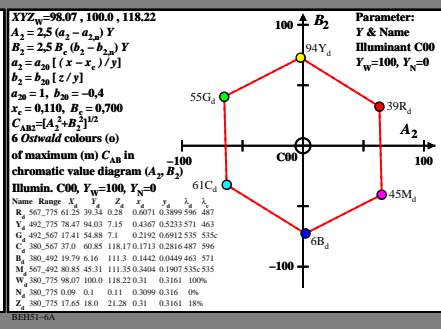 XYZw=98.07 , 100.0 , 118.22
A2 = 2,5 (a2 - a2,n) Y
B2 = 2,5 Bc (b2 - b2,n) Y
a2 = a20 [ ( x - xc ) / y]
b2 = b20 [ z / y]
a20 = 1, b20 = -0,4
xc = 0,110, Bc = 0,700
CAB2=[A2^2+B2^2]^1/2
6 Ostwald colours (o)
of maximum (m) CAB in
chromatic value diagram (A2, B2)
Illumin. C00, YW=100, YN=0
Name Range Xd Yd Zd xd yd λd λc
Rd 567_775 61.25 39.34 0.28 0.6071 0.3899 596 487
Yd 492_775 78.47 94.03 7.15 0.4367 0.5233 571 463
Gd 492_567 17.41 54.88 7.1 0.2192 0.6912 535 535c
Cd 380_567 37.0 60.85 118.17 0.1713 0.2816 487 596
Bd 380_492 19.79 6.16 111.3 0.1442 0.0449 463 571
Md 567_492 80.85 45.31 111.35 0.3404 0.1907 535c 535
Wd 380_775 98.07 100.0 118.22 0.31 0.3161 100%
Nd 380_775 0.09 0.1 0.11 0.3099 0.316 0%
Zd 380_775 17.65 18.0 21.28 0.31 0.3161 18%
BEH51-6A
100
B2
94Yd
55Gd
39Rd
A2
-100
C00
100
61Cd
45Md
6Bd
-100
Parameter:
Y & Name
Illuminant C00
YW=100, YN=0